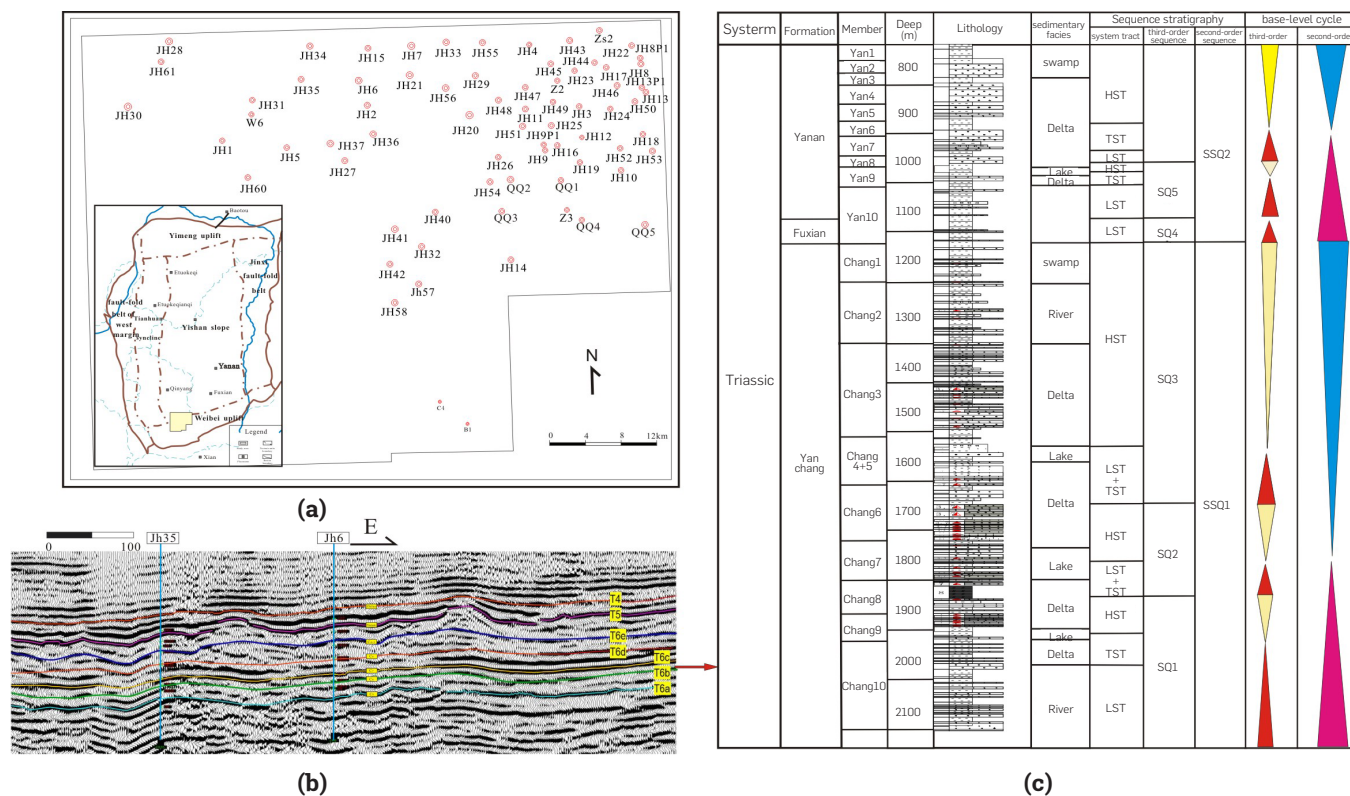 JH28
JH61
JH34
JH15
JH7
JH33
JH55
JH4
JH43
Zs2
JH8P1
JH44
JH22
JH45
JH23
JH17
JH8
JH13P1
JH35
JH6
JH21
JH29
Z2
JH46
JH13
JH30
JH31
W6
JH2
JH56
JH47
JH48
JH49
JH3
JH24
JH50
JH20
JH11
JH51
JH25
JH1
JH5
JH37
JH36
JH9P1
JH12
JH18
JH27
JH26
JH9
JH16
JH52
JH53
JH19
JH10
JH60
JH54
QQ2
QQ1
JH40
QQ3
Z3
QQ4
QQ5
JH41
JH32
JH42
JH14
Jh57
JH58
C4
B1
N
0 4 8 12km
Baotou
Yimeng uplift
Etuokeqi
Jinxi
fault-fold
belt
fault-fold
belt of
west
margin
Etuokeqianqi
Tianhuan
syncline
Yishan slope
Yanan
Qinyang
Fuxian
Weibei uplift
Legend
Xian
(a)
0 100
Jh35
Jh6
E
T4
T5
T6e
T6d
T6c
T6b
T6a
(b)
Systerm
Formation
Member
Deep
(m)
Lithology
sedimentary
facies
Sequence stratigraphy
system tract
third-order
sequence
second-order
sequence
base-level cycle
third-order
second-order
Triassic
Yanan
Fuxian
Yan
chang
Yan1
Yan2
Yan3
Yan4
Yan5
Yan6
Yan7
Yan8
Yan9
Yan10
Chang1
Chang2
Chang3
Chang
4+5
Chang6
Chang7
Chang8
Chang9
Chang10
800
900
1000
1100
1200
1300
1400
1500
1600
1700
1800
1900
2000
2100
swamp
Delta
Lake
Delta
swamp
River
Delta
Lake
Delta
Lake
Delta
Lake
Delta
River
HST
TST
LST
HST
TST
LST
LST
HST
LST
+
TST
HST
LST
+
TST
HST
TST
LST
SQ5
SQ4
SQ3
SQ2
SQ1
SSQ2
SSQ1
(c)